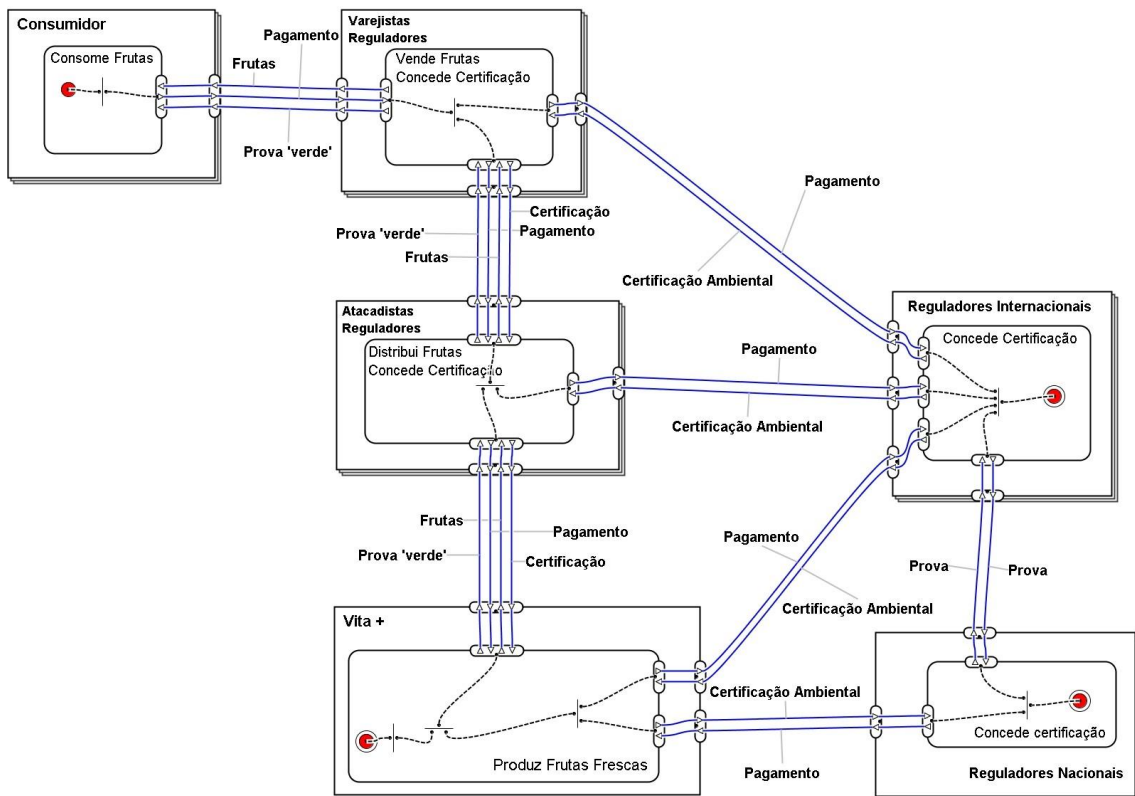 Consumidor
Consome Frutas
Pagamento
Frutas
Prova 'verde'
Varejistas
Reguladores
Vende Frutas
Concede Certificação
Certificação
Prova 'verde'
Pagamento
Frutas
Pagamento
Certificação Ambiental
Atacadistas
Reguladores
Distribui Frutas
Concede Certificação
Pagamento
Certificação Ambiental
Reguladores Internacionais
Concede Certificação
Frutas
Pagamento
Prova 'verde'
Certificação
Pagamento
Certificação Ambiental
Prova
Prova
Vita +
Produz Frutas Frescas
Certificação Ambiental
Pagamento
Concede certificação
Reguladores Nacionais